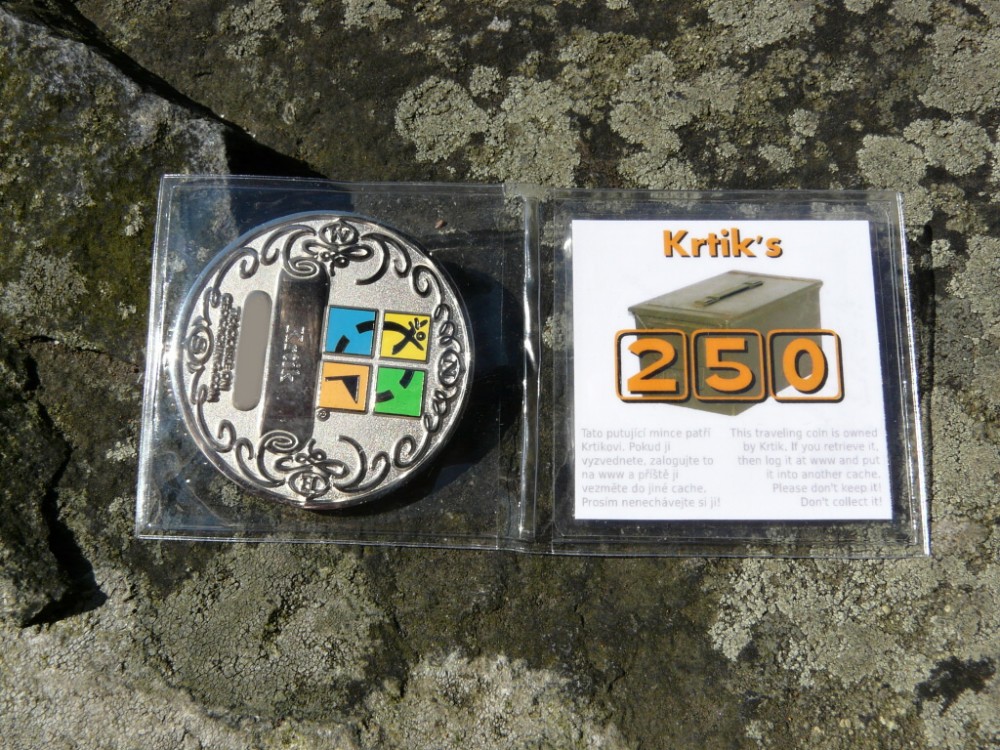 Krtik's
250
Tato putující mince patří
Krtikovi. Pokud ji
vyzvednete, zalogujte to
na www a příště ji
vezměte do jiné cache.
Prosím nenechávejte si ji!
This traveling coin is owned
by Krtik. If you retrieve it,
then log it at www and put
it into another cache.
Please don't keep it!
Don't collect it!
Krtik
N
S